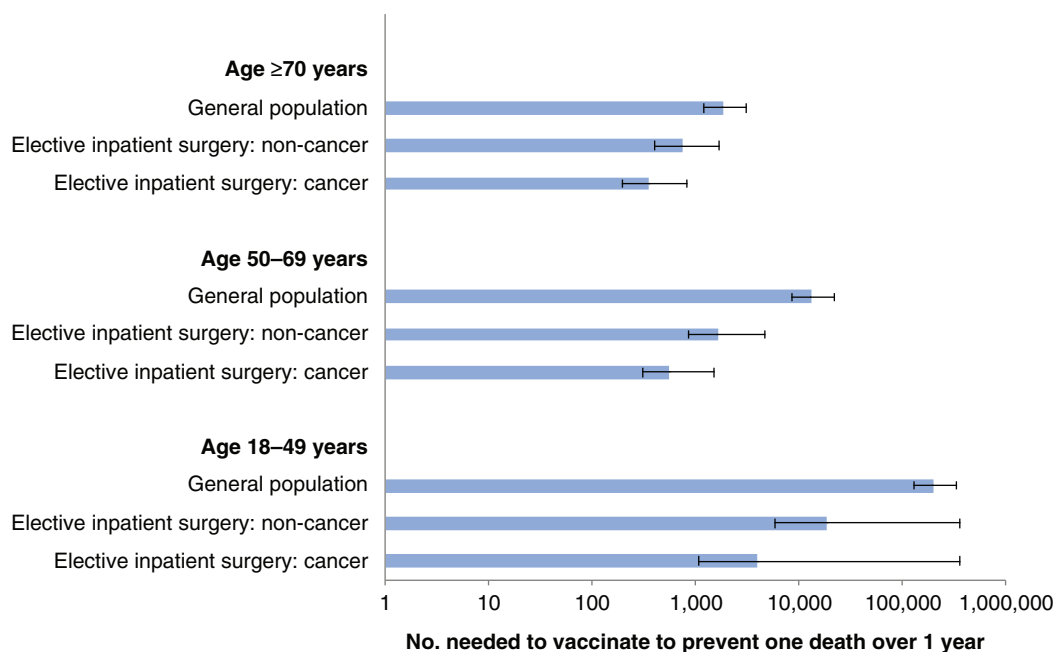 Age ≥70 years
General population
Elective inpatient surgery: non-cancer
Elective inpatient surgery: cancer
Age 50–69 years
General population
Elective inpatient surgery: non-cancer
Elective inpatient surgery: cancer
Age 18–49 years
General population
Elective inpatient surgery: non-cancer
Elective inpatient surgery: cancer
1 10 100 1,000 10,000 100,000 1,000,000
No. needed to vaccinate to prevent one death over 1 year